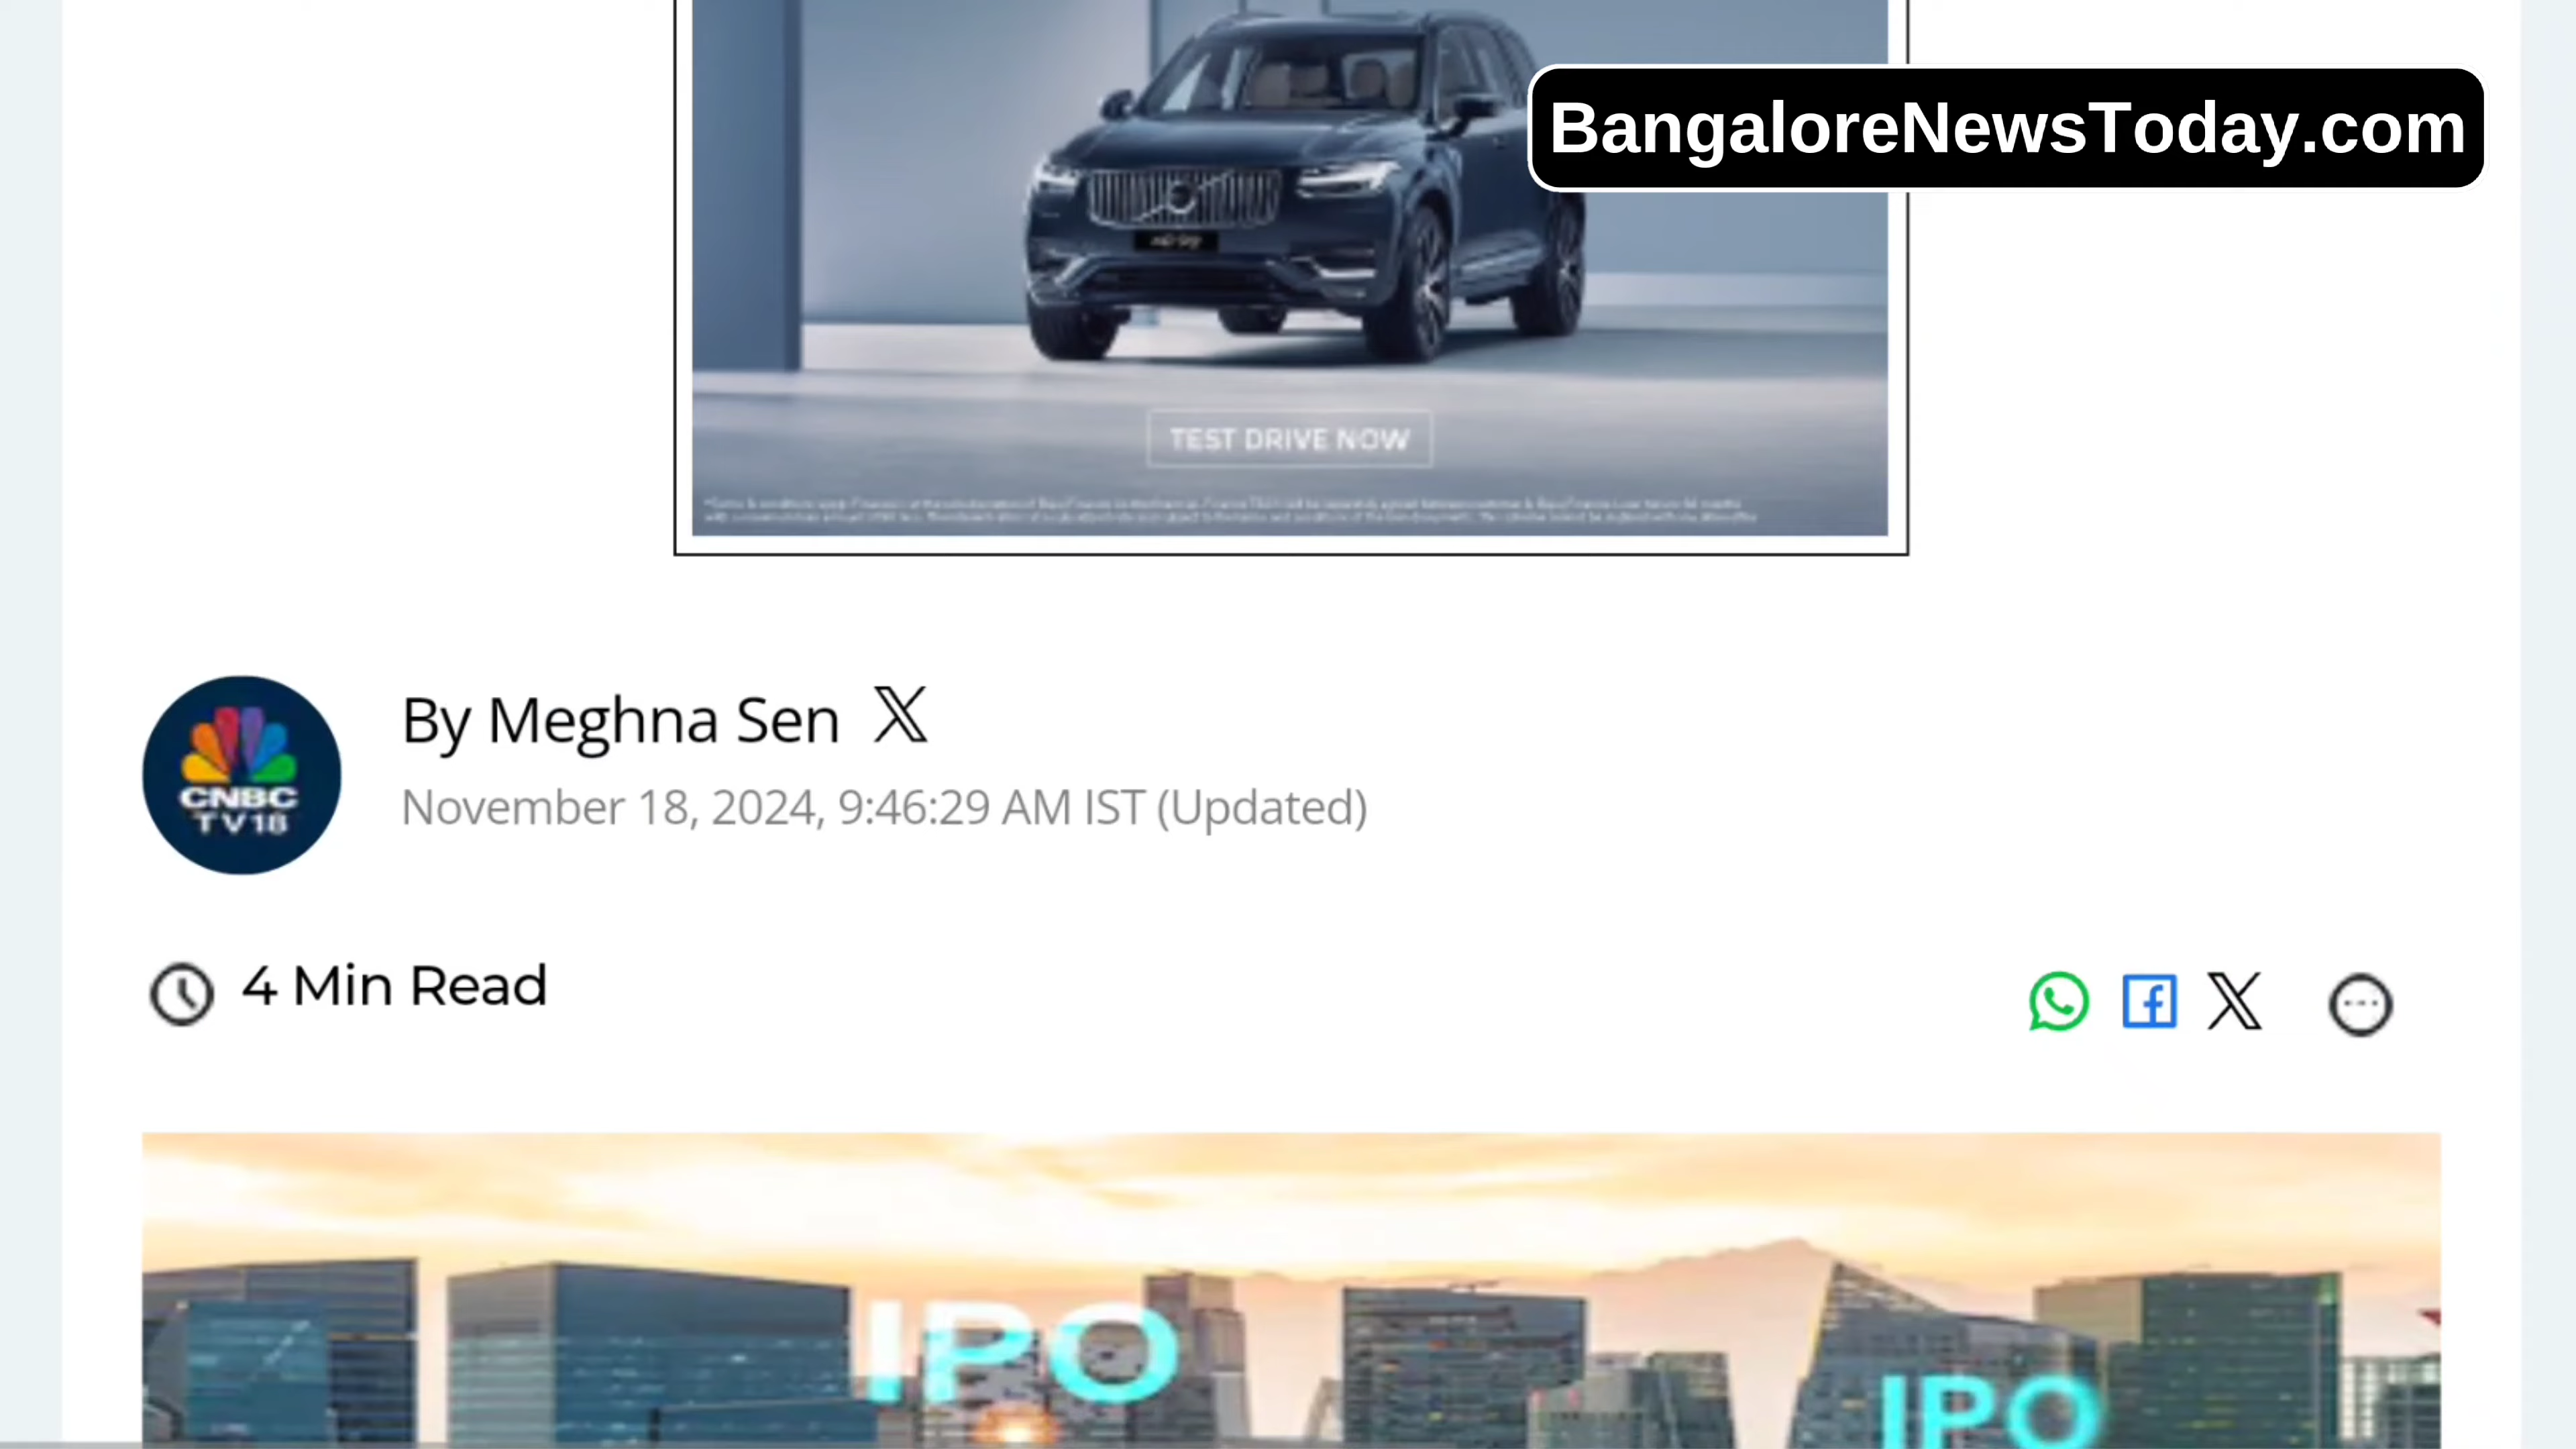 BangaloreNewsToday.com
TEST DRIVE NOW
By Meghna Sen
November 18, 2024, 9:46:29 AM IST (Updated)
CNBC
TV18
4 Min Read
IPO
IPO